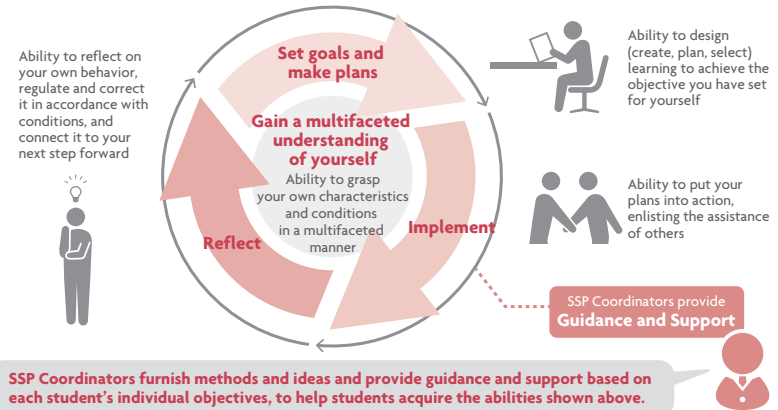 Set goals and
make plans
Ability to design
(create, plan, select)
learning to achieve the
objective you have set
for yourself
Implement
Ability to put your
plans into action,
enlisting the assistance
of others
Reflect
Ability to reflect on
your own behavior,
regulate and correct
it in accordance with
conditions, and
connect it to your
next step forward
Gain a multifaceted
understanding
of yourself
Ability to grasp
your own characteristics
and conditions
in a multifaceted
manner
SSP Coordinators provide
Guidance and Support
SSP Coordinators furnish methods and ideas and provide guidance and support based on
each student's individual objectives, to help students acquire the abilities shown above.